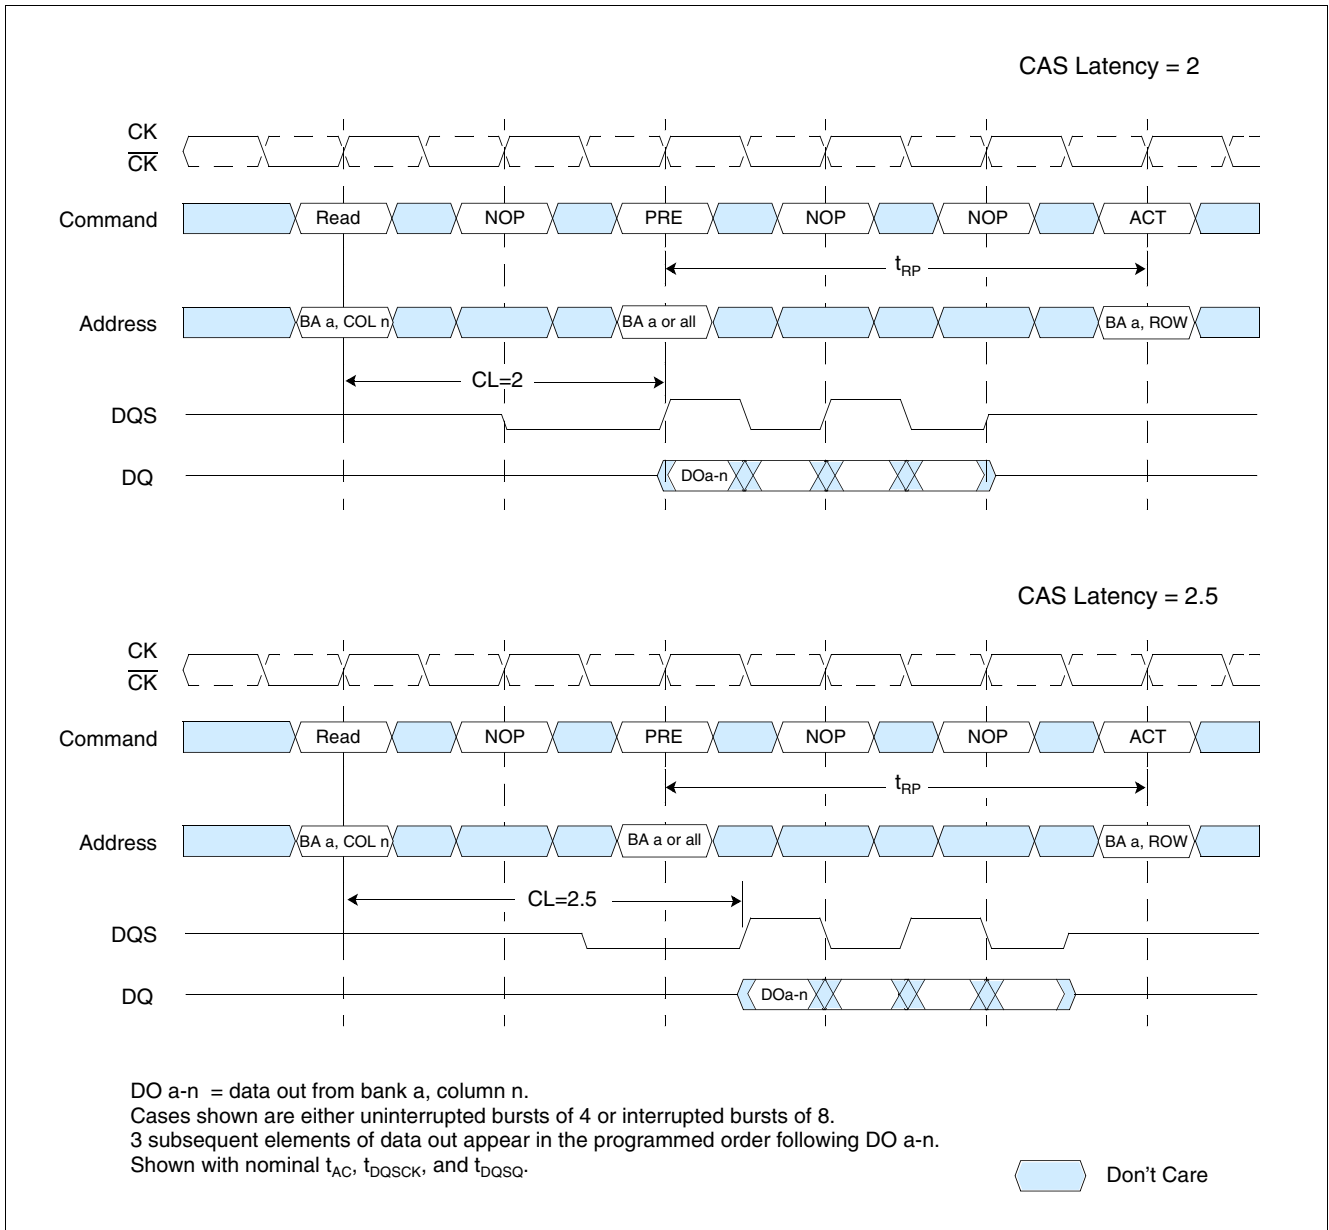 CAS Latency = 2
CK
CK
Command
Read
NOP
PRE
NOP
NOP
ACT
tRP
Address
BA a, COL n
BA a or all
BA a, ROW
CL=2
DQS
DQ
DOa-n
CAS Latency = 2.5
CK
CK
Command
Read
NOP
PRE
NOP
NOP
ACT
tRP
Address
BA a, COL n
BA a or all
BA a, ROW
CL=2.5
DQS
DQ
DOa-n
DO a-n = data out from bank a, column n.
Cases shown are either uninterrupted bursts of 4 or interrupted bursts of 8.
3 subsequent elements of data out appear in the programmed order following DO a-n.
Shown with nominal tAC, tDQSCK, and tDQSQ.
Don't Care